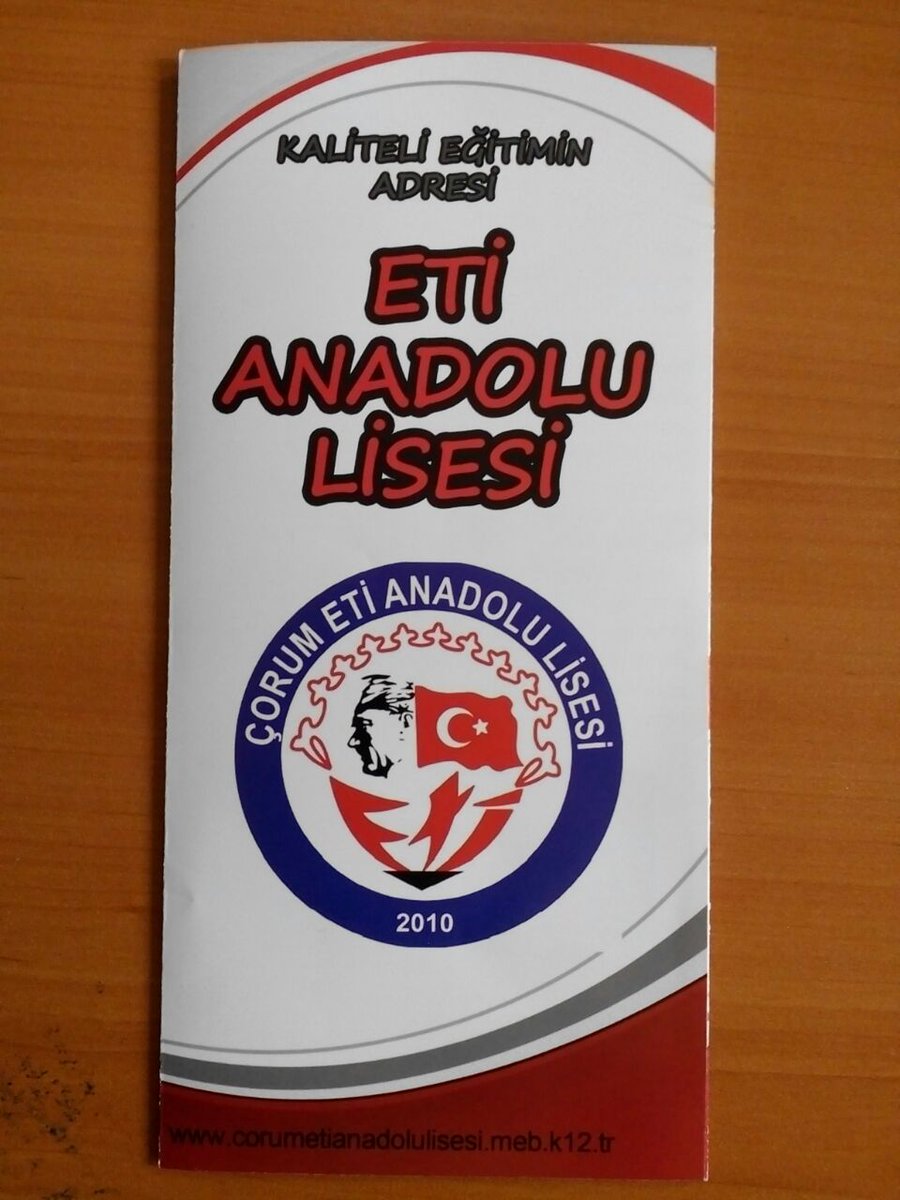 KALİTELİ EĞİTİMİN
ADRESİ
ETİ
ANADOLU
LİSESİ
ÇORUM ETİ ANADOLU LİSESİ
2010
www.corumetianadolulisesi.meb.k12.tr